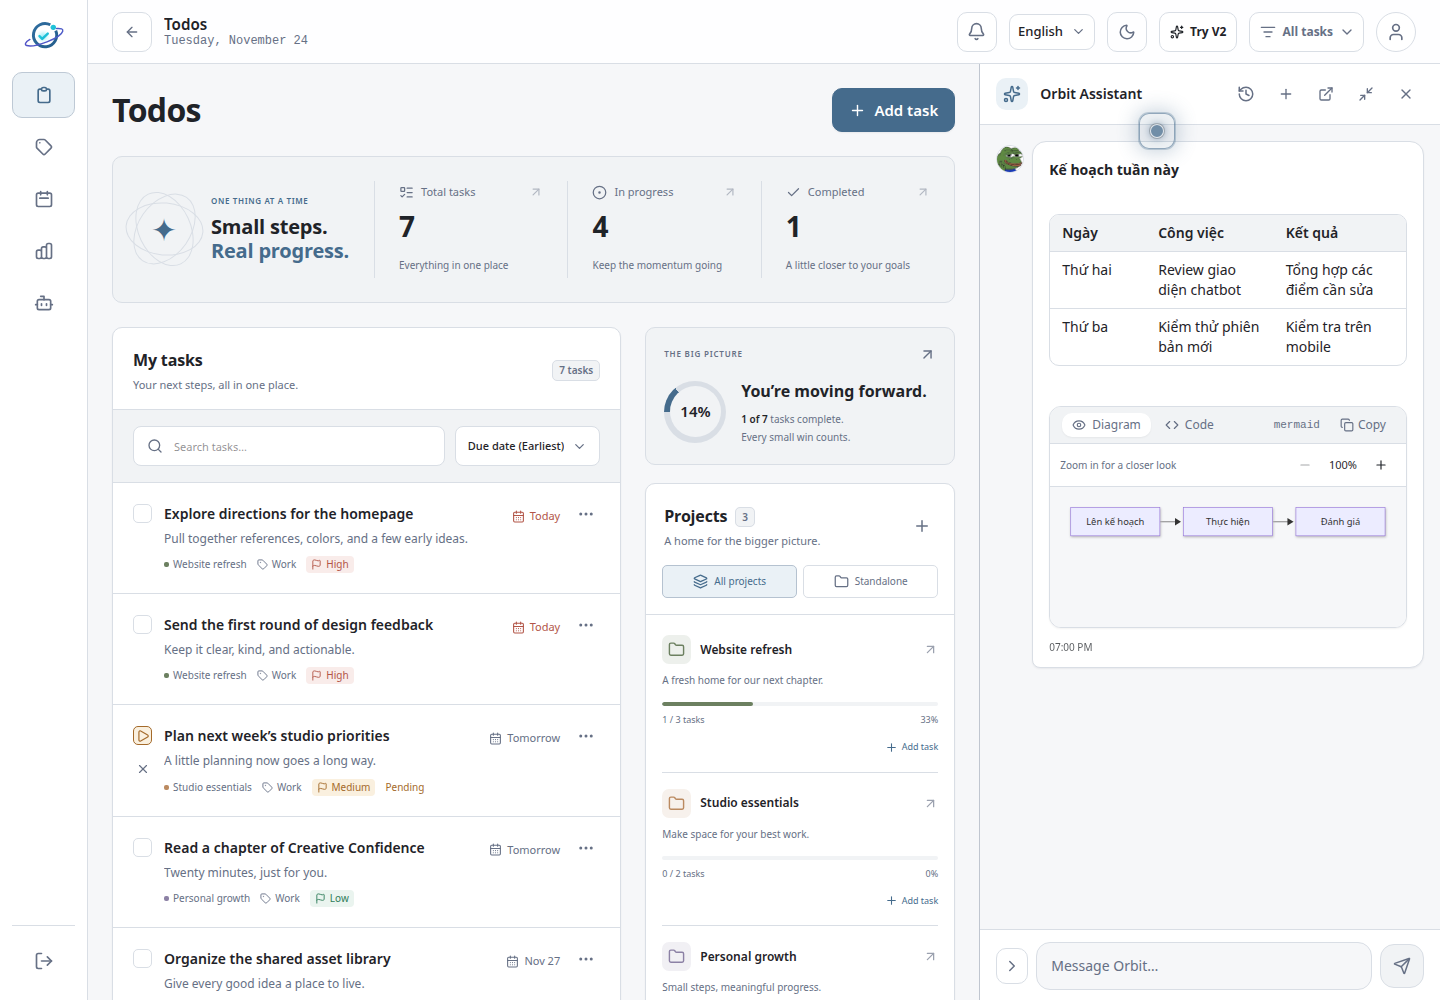 Todos
Tuesday, November 24
English
Try V2
All tasks
Todos
Add task
ONE THING AT A TIME
Small steps.
Real progress.
Total tasks
7
Everything in one place
In progress
4
Keep the momentum going
Completed
1
A little closer to your goals
My tasks
Your next steps, all in one place.
7 tasks
Search tasks...
Due date (Earliest)
Explore directions for the homepage
Today
Pull together references, colors, and a few early ideas.
Website refresh Work High
Send the first round of design feedback
Today
Keep it clear, kind, and actionable.
Website refresh Work High
Plan next week’s studio priorities
Tomorrow
A little planning now goes a long way.
Studio essentials Work Medium Pending
Read a chapter of Creative Confidence
Tomorrow
Twenty minutes, just for you.
Personal growth Work Low
Organize the shared asset library
Nov 27
Give every good idea a place to live.
THE BIG PICTURE
14%
You’re moving forward.
1 of 7 tasks complete.
Every small win counts.
Projects 3
A home for the bigger picture.
All projects
Standalone
Website refresh
A fresh home for our next chapter.
1 / 3 tasks 33%
Add task
Studio essentials
Make space for your best work.
0 / 2 tasks 0%
Add task
Personal growth
Small steps, meaningful progress.
Orbit Assistant
Kế hoạch tuần này
Ngày Công việc Kết quả
Thứ hai Review giao Tổng hợp các
diện chatbot điểm cần sửa
Thứ ba Kiểm thử phiên Kiểm tra trên
bản mới mobile
Diagram Code mermaid Copy
Zoom in for a closer look 100%
Lên kế hoạch Thực hiện Đánh giá
07:00 PM
Message Orbit...